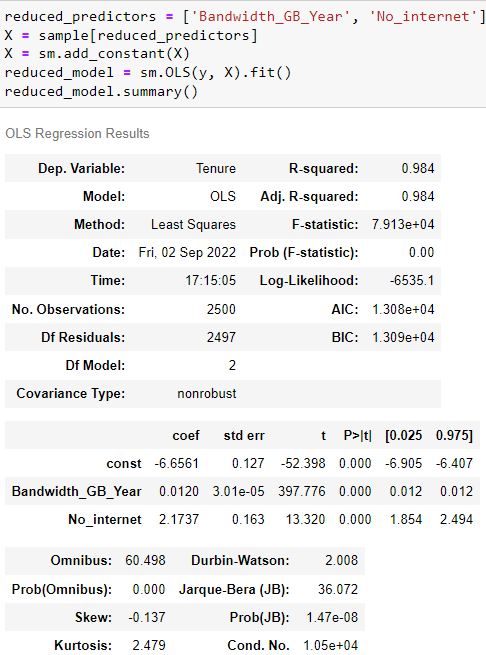 reduced_predictors = ['Bandwidth_GB_Year', 'No_internet']
X = sample[reduced_predictors]
X = sm.add_constant(X)
reduced_model = sm.OLS(y, X).fit()
reduced_model.summary()
OLS Regression Results
Dep. Variable: Tenure R-squared: 0.984
Model: OLS Adj. R-squared: 0.984
Method: Least Squares F-statistic: 7.913e+04
Date: Fri, 02 Sep 2022 Prob (F-statistic): 0.00
Time: 17:15:05 Log-Likelihood: -6535.1
No. Observations: 2500 AIC: 1.308e+04
Df Residuals: 2497 BIC: 1.309e+04
Df Model: 2
Covariance Type: nonrobust
coef std err t P>|t| [0.025 0.975]
const -6.6561 0.127 -52.398 0.000 -6.905 -6.407
Bandwidth_GB_Year 0.0120 3.01e-05 397.776 0.000 0.012 0.012
No_internet 2.1737 0.163 13.320 0.000 1.854 2.494
Omnibus: 60.498 Durbin-Watson: 2.008
Prob(Omnibus): 0.000 Jarque-Bera (JB): 36.072
Skew: -0.137 Prob(JB): 1.47e-08
Kurtosis: 2.479 Cond. No. 1.05e+04